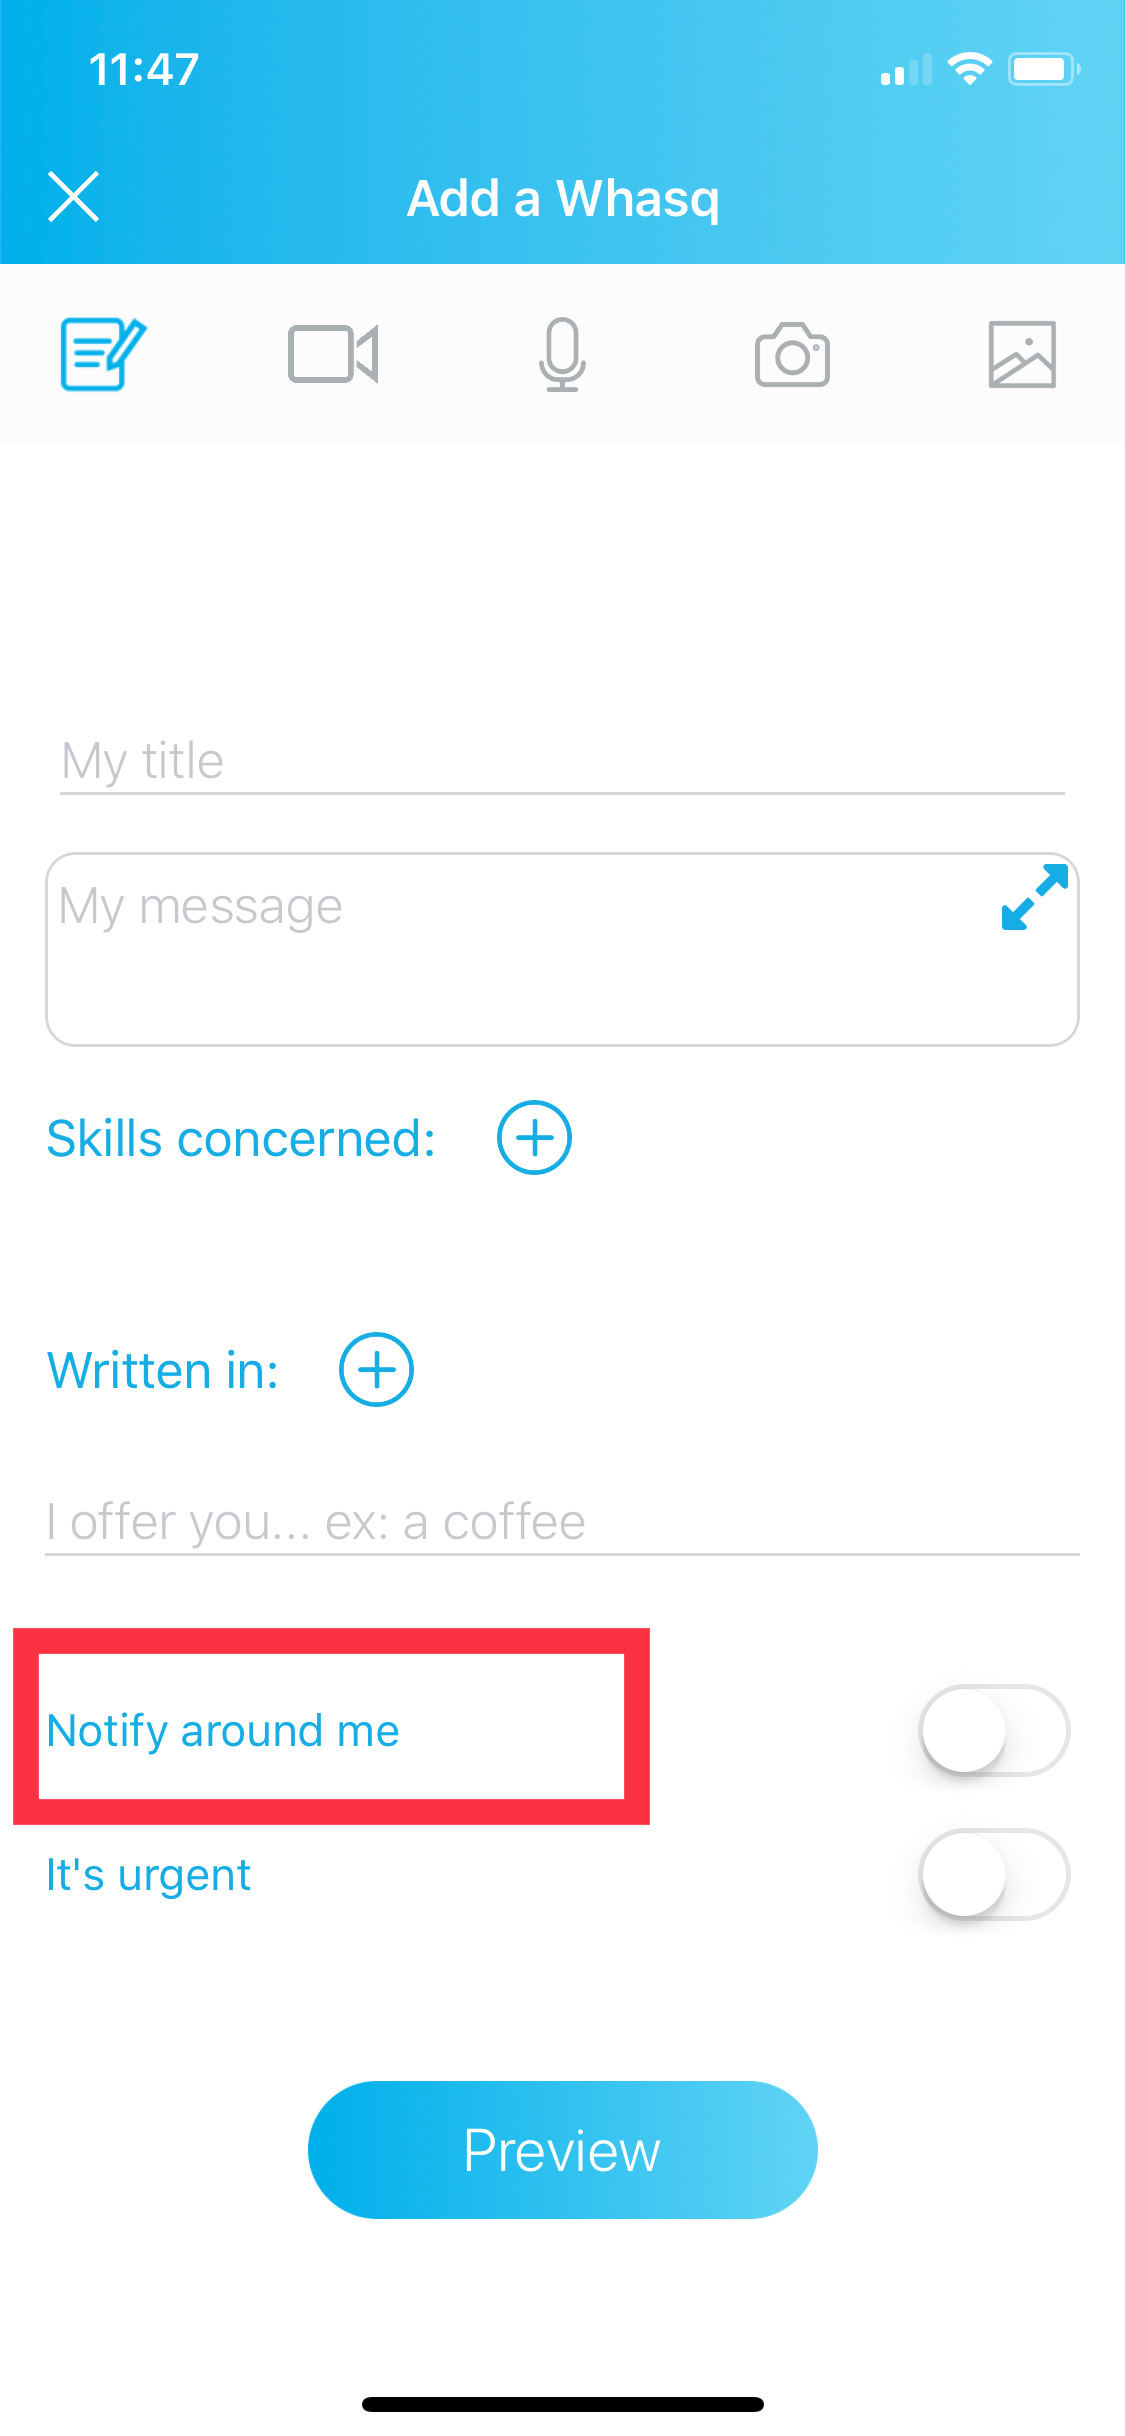 11:47
Add a Whasq
My title
My message
Skills concerned:
Written in:
I offer you... ex: a coffee
Notify around me
It's urgent
Preview